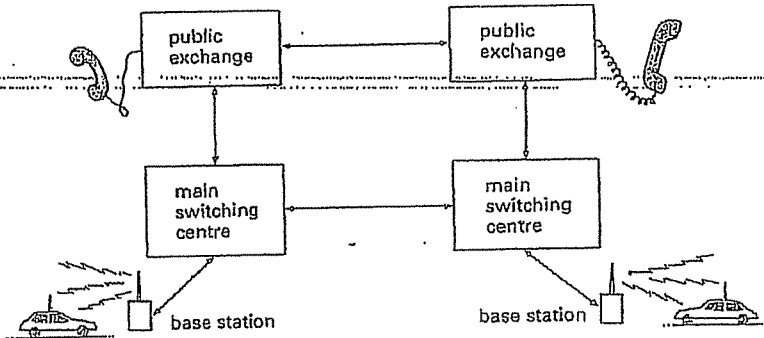 public
exchange
public
exchange
main
switching
centre
main
switching
centre
base station
base station